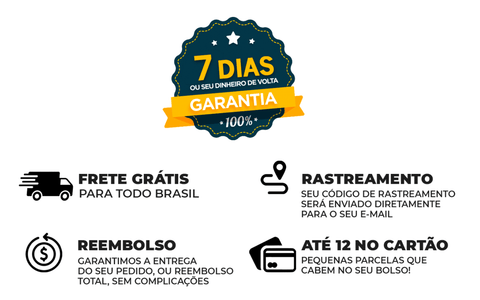 7 DIAS
OU SEU DINHEIRO DE VOLTA
GARANTIA
100%
FRETE GRÁTIS
PARA TODO BRASIL
RASTREAMENTO
SEU CÓDIGO DE RASTREAMENTO
SERÁ ENVIADO DIRETAMENTE
PARA O SEU E-MAIL
REEMBOLSO
GARANTIMOS A ENTREGA
DO SEU PEDIDO, OU REEMBOLSO
TOTAL, SEM COMPLICAÇÕES
ATÉ 12 NO CARTÃO
PEQUENAS PARCELAS QUE
CABEM NO SEU BOLSO!